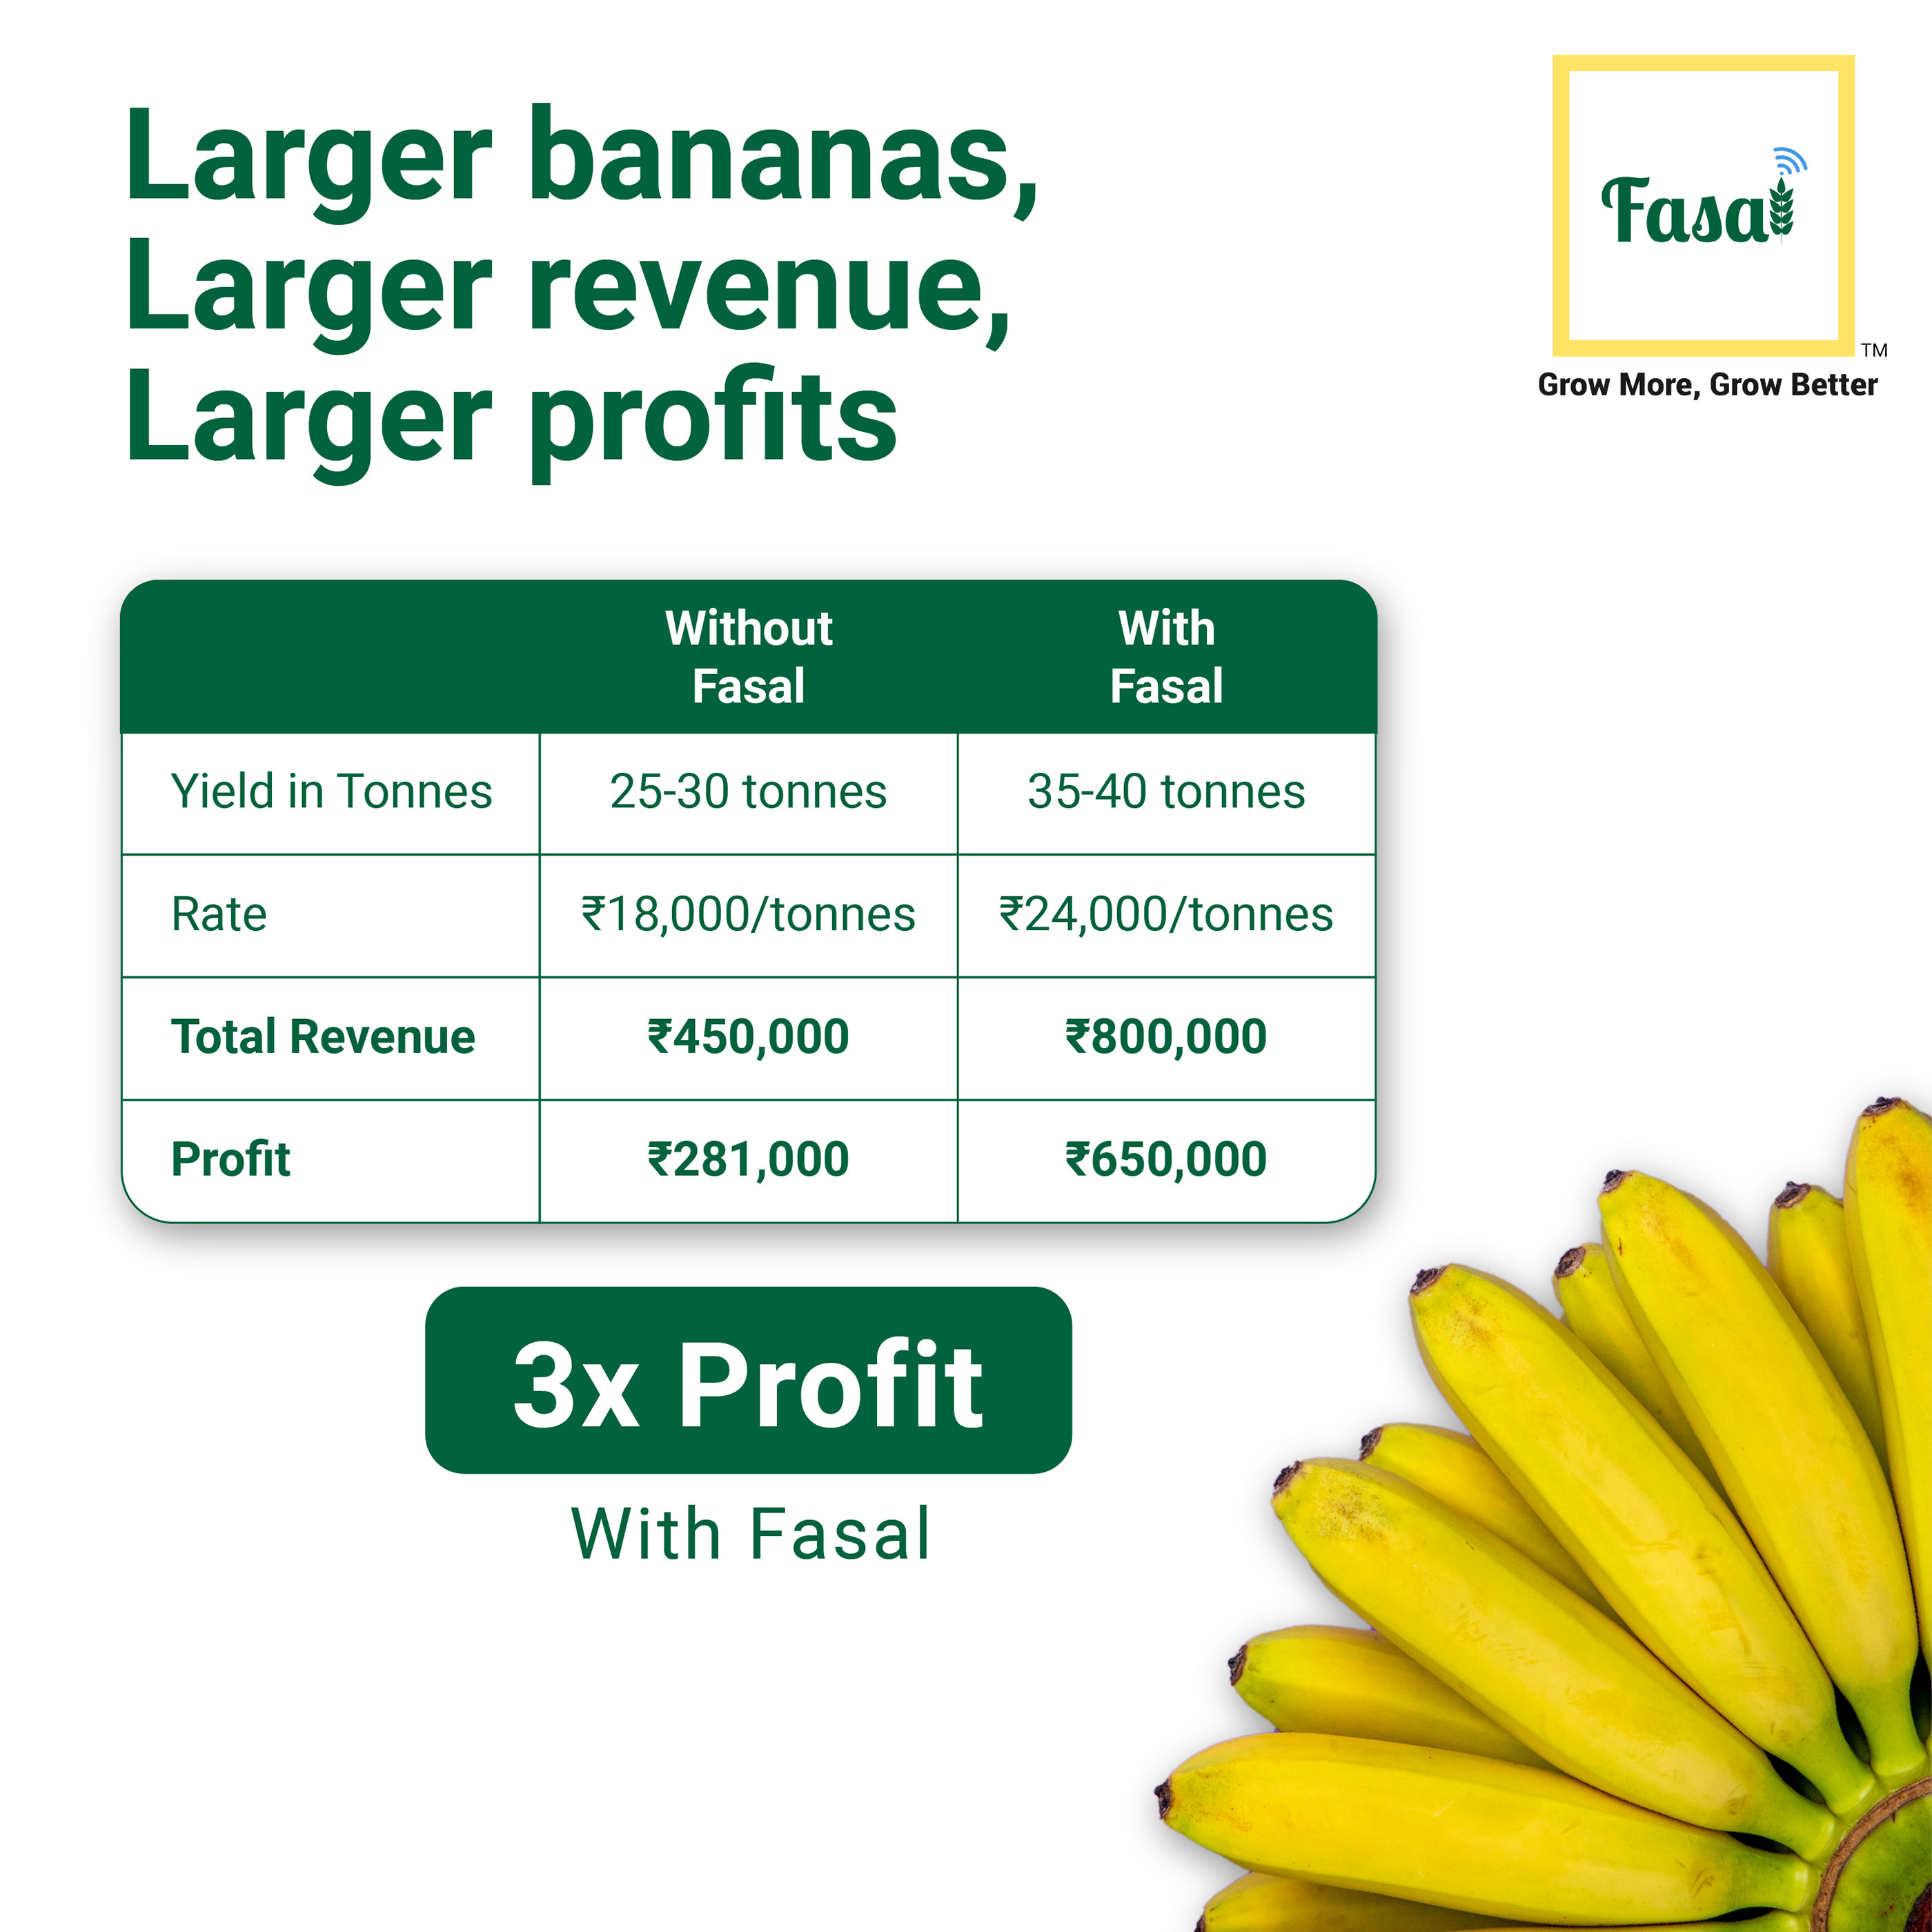 Larger bananas,
Larger revenue,
Larger profits
Fasal
TM
Grow More, Grow Better
Without Fasal
With Fasal
Yield in Tonnes 25-30 tonnes 35-40 tonnes
Rate ₹18,000/tonnes ₹24,000/tonnes
Total Revenue ₹450,000 ₹800,000
Profit ₹281,000 ₹650,000
3x Profit
With Fasal